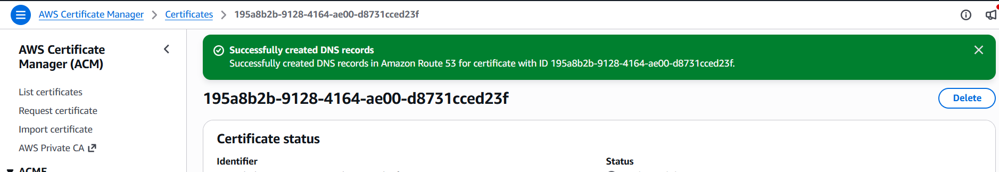 AWS Certificate Manager > Certificates > 195a8b2b-9128-4164-ae00-d8731cced23f
AWS Certificate
Manager (ACM)
List certificates
Request certificate
Import certificate
AWS Private CA
ACME
Successfully created DNS records
Successfully created DNS records in Amazon Route 53 for certificate with ID 195a8b2b-9128-4164-ae00-d8731cced23f.
195a8b2b-9128-4164-ae00-d8731cced23f
Delete
Certificate status
Identifier
Status